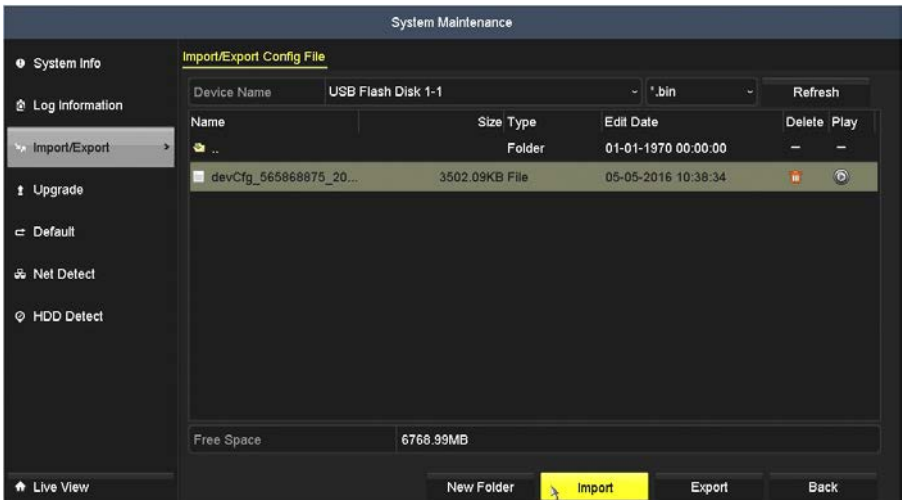 System Maintenance
System Info
Log Information
Import/Export >
Upgrade
Default
Net Detect
HDD Detect
Live View
Import/Export Config File
Device Name USB Flash Disk 1-1 *.bin Refresh
Name Size Type Edit Date Delete Play
.. Folder 01-01-1970 00:00:00 – –
devCfg_565868875_20... 3502.09KB File 05-05-2016 10:38:34
Free Space 6768.99MB
New Folder Import Export Back